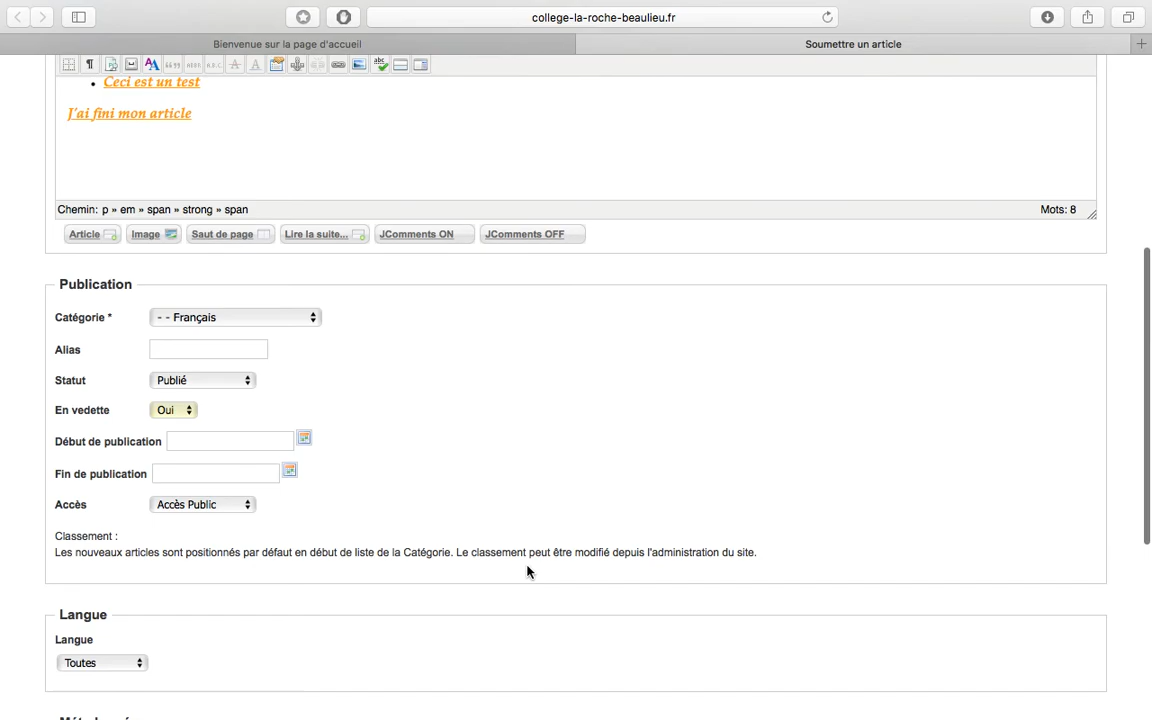 college-la-roche-beaulieu.fr
Bienvenue sur la page d'accueil
Soumettre un article
Ceci est un test
J'ai fini mon article
Chemin: p » em » span » strong » span
Mots: 8
Article
Image
Saut de page
Lire la suite...
JComments ON
JComments OFF
Publication
Catégorie *
- - Français
Alias
Statut
Publié
En vedette
Oui
Début de publication
Fin de publication
Accès
Accès Public
Classement :
Les nouveaux articles sont positionnés par défaut en début de liste de la Catégorie. Le classement peut être modifié depuis l'administration du site.
Langue
Langue
Toutes